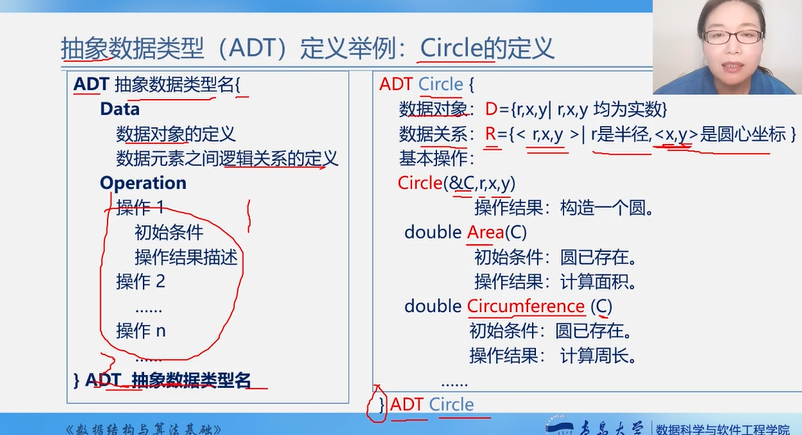 抽象数据类型（ADT）定义举例：Circle的定义
ADT 抽象数据类型名{
Data
数据对象的定义
数据元素之间逻辑关系的定义
Operation
操作 1
初始条件
操作结果描述
操作 2
……
操作 n
……
} ADT 抽象数据类型名
ADT Circle {
数据对象：D={r,x,y| r,x,y 均为实数}
数据关系：R={< r,x,y >| r是半径,<x,y>是圆心坐标 }
基本操作：
Circle(&C,r,x,y)
操作结果：构造一个圆。
double Area(C)
初始条件：圆已存在。
操作结果：计算面积。
double Circumference (C)
初始条件：圆已存在。
操作结果： 计算周长。
……
} ADT Circle
《数据结构与算法基础》
青岛大学 数据科学与软件工程学院